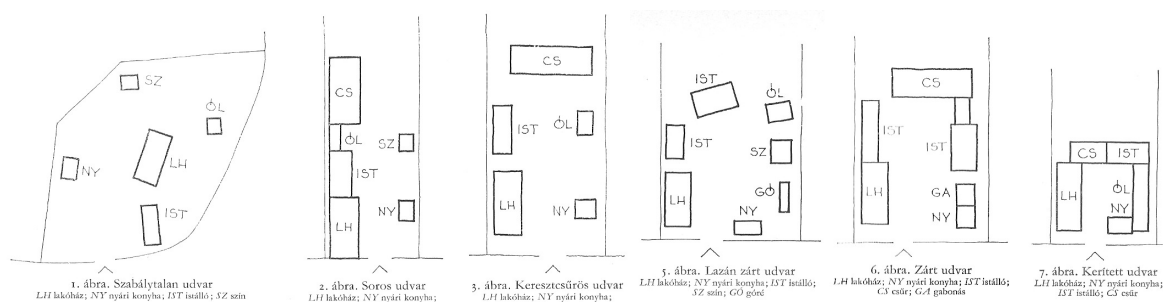 SZ
ÓL
LH
NY
IST
1. ábra. Szabálytalan udvar
LH lakóház; NY nyári konyha; IST istálló; SZ szín
CS
ÓL
SZ
IST
NY
LH
2. ábra. Soros udvar
LH lakóház; NY nyári konyha;
CS
IST
ÓL
LH
NY
3. ábra. Keresztcsűrös udvar
LH lakóház; NY nyári konyha;
IST
ÓL
IST
SZ
LH
GÓ
NY
5. ábra. Lazán zárt udvar
LH lakóház; NY nyári konyha; IST istálló;
SZ szín; GÓ góré
CS
IST
IST
LH
GA
NY
6. ábra. Zárt udvar
LH lakóház; NY nyári konyha; IST istálló;
CS csűr; GA gabonás
CS
IST
LH
ÓL
NY
7. ábra. Kerített udvar
LH lakóház; NY nyári konyha;
IST istálló; CS csűr